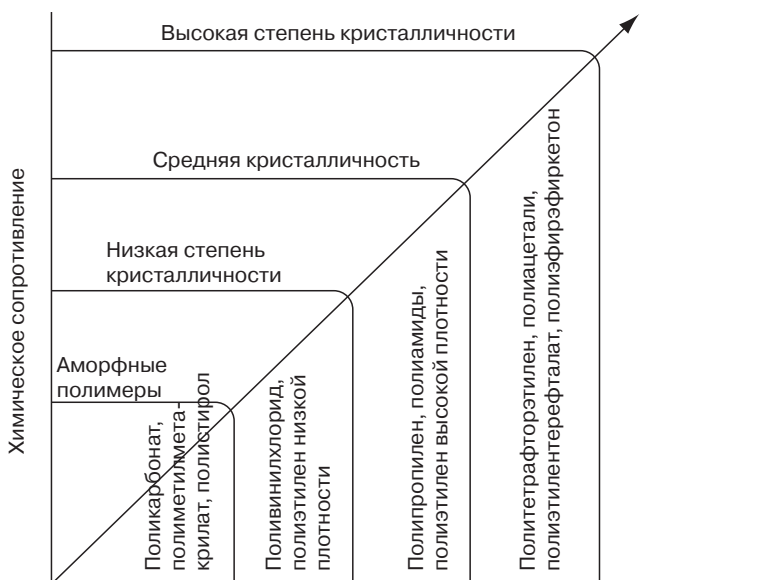 Высокая степень кристалличности
Средняя кристалличность
Низкая степень
кристалличности
Аморфные
полимеры
Химическое сопротивление
Поликарбонат,
полиметилмета-
крилат, полистирол
Поливинилхлорид,
полиэтилен низкой
плотности
Полипропилен, полиамиды,
полиэтилен высокой плотности
Политетрафторэтилен, полиацетали,
полиэтилентерефталат, полиэфирэфиркетон